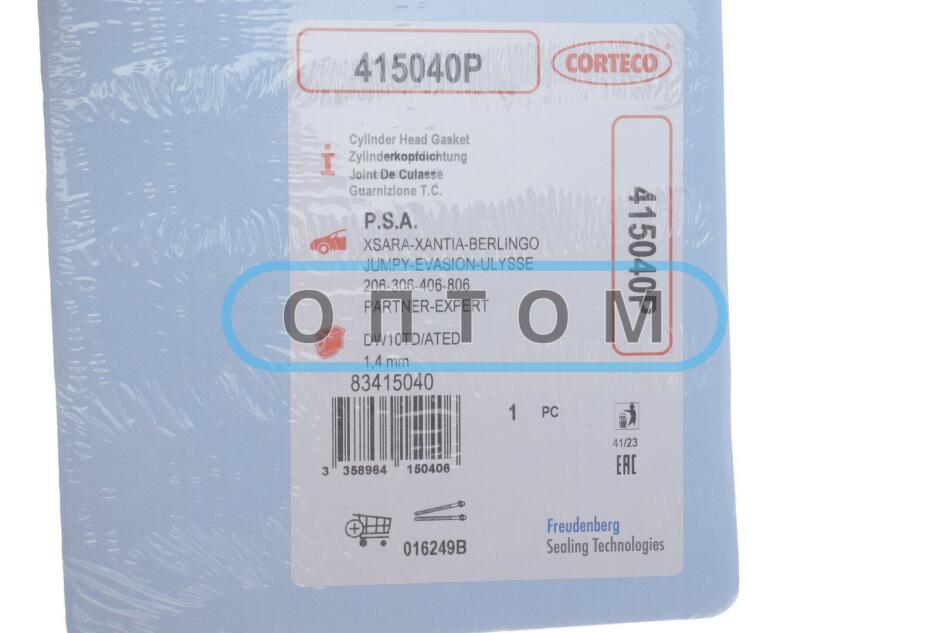 415040P
CORTECO
Cylinder Head Gasket
Zylinderkopfdichtung
Joint De Culasse
Guarnizione T.C.
415040P
P.S.A.
XSARA-XANTIA-BERLINGO
JUMPY-EVASION-ULYSSE
206-306-406-806
PARTNER-EXPERT
ОПТОМ
DW10TD/ATED
1,4 mm
83415040
1 PC
3 358964 150406
41/23
EAC
016249B
Freudenberg
Sealing Technologies